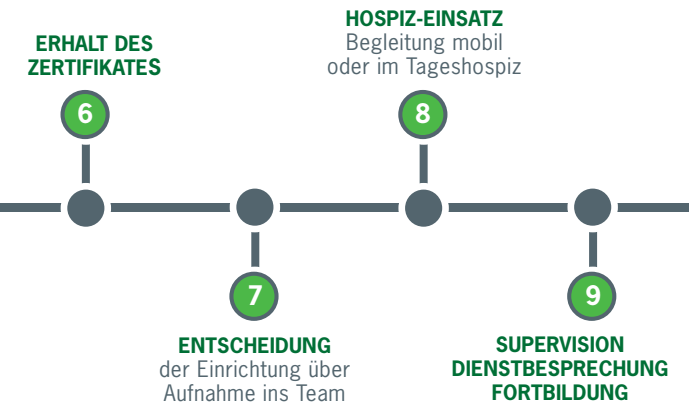 ERHALT DES
ZERTIFIKATES
6
7
ENTSCHEIDUNG
der Einrichtung über
Aufnahme ins Team
HOSPIZ-EINSATZ
Begleitung mobil
oder im Tageshospiz
8
9
SUPERVISION
DIENSTBESPRECHUNG
FORTBILDUNG